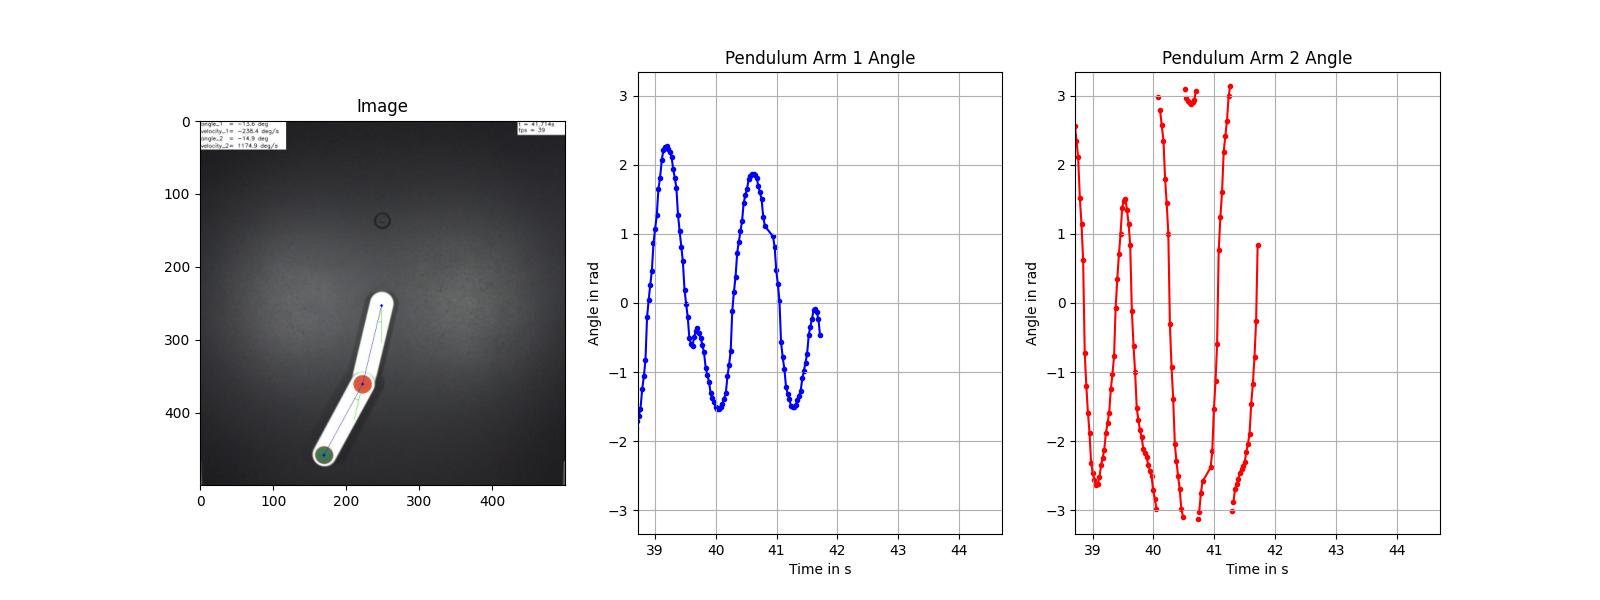 Image
angle_1 = -13.6 deg
velocity_1= -238.4 deg/s
angle_2 = -14.9 deg
velocity_2= 1174.9 deg/s
t = 41.714s
fps = 39
0
100
200
300
400
0 100 200 300 400
Pendulum Arm 1 Angle
Angle in rad
3
2
1
0
−1
−2
−3
39 40 41 42 43 44
Time in s
Pendulum Arm 2 Angle
Angle in rad
3
2
1
0
−1
−2
−3
39 40 41 42 43 44
Time in s